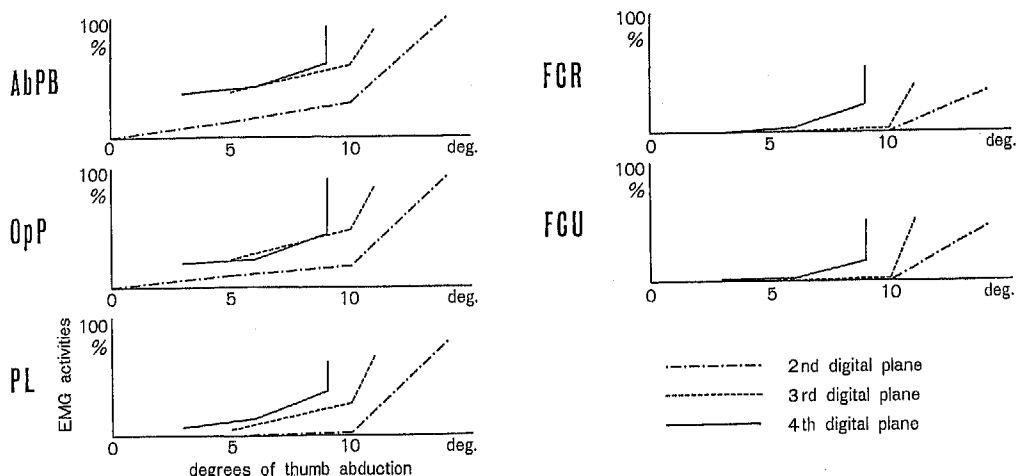 AbPB
100
%
0
5
10
deg.
OpP
100
%
0
5
10
deg.
PL
EMG activities
100
%
0
5
10
deg.
degrees of thumb abduction
FCR
100
%
0
5
10
deg.
FCU
100
%
0
5
10
deg.
2nd digital plane
3rd digital plane
4th digital plane